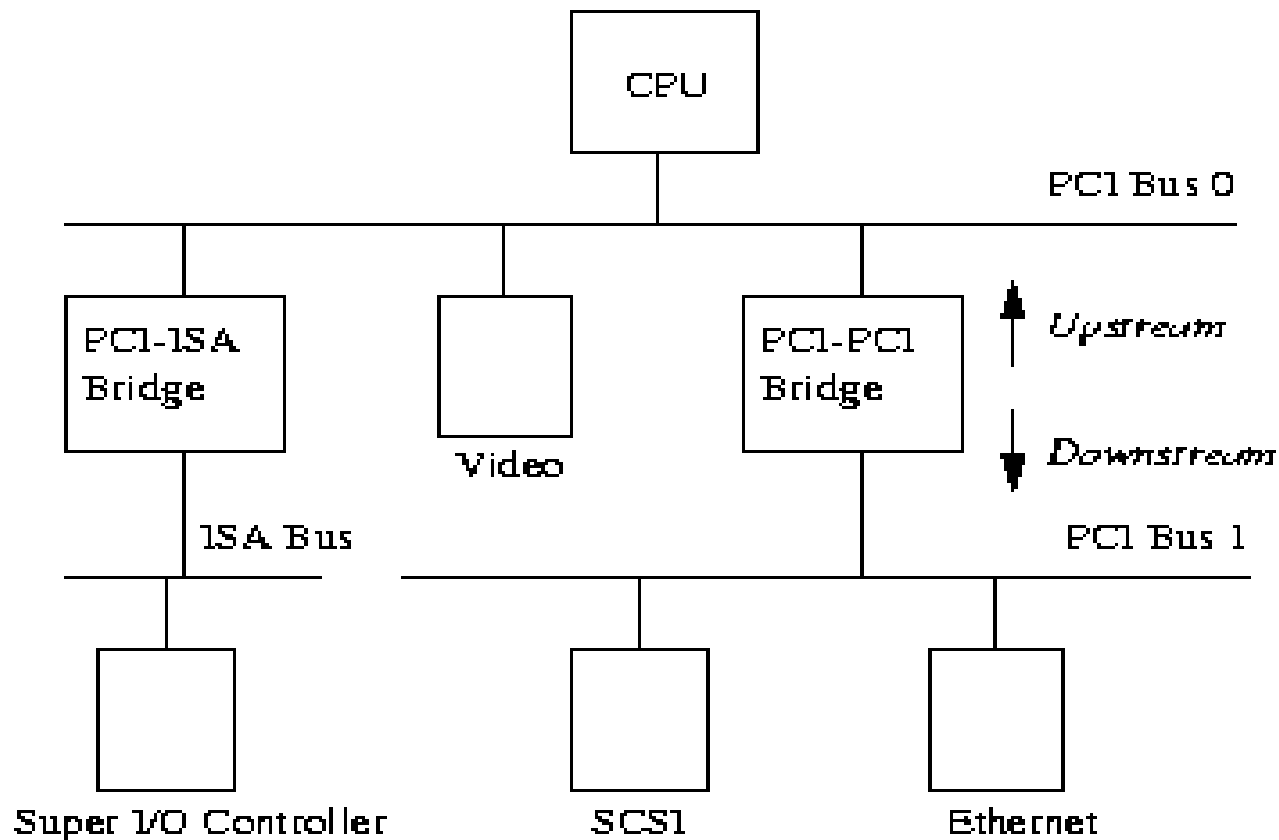 CPU
PCI Bus 0
PCI-ISA
Bridge
PCI-PCI
Bridge
Upstream
Downstream
Video
ISA Bus
PCI Bus 1
Super I/O Controller
SCSI
Ethernet